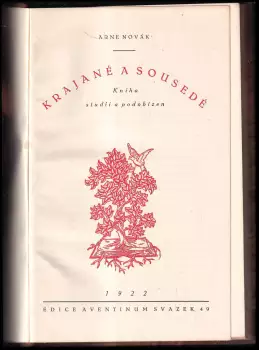 ARNE NOVÁK
KRAJANÉ A SOUSEDÉ
Kniha
studií a podobizen
1922
EDICE AVENTINUM SVAZEK 49